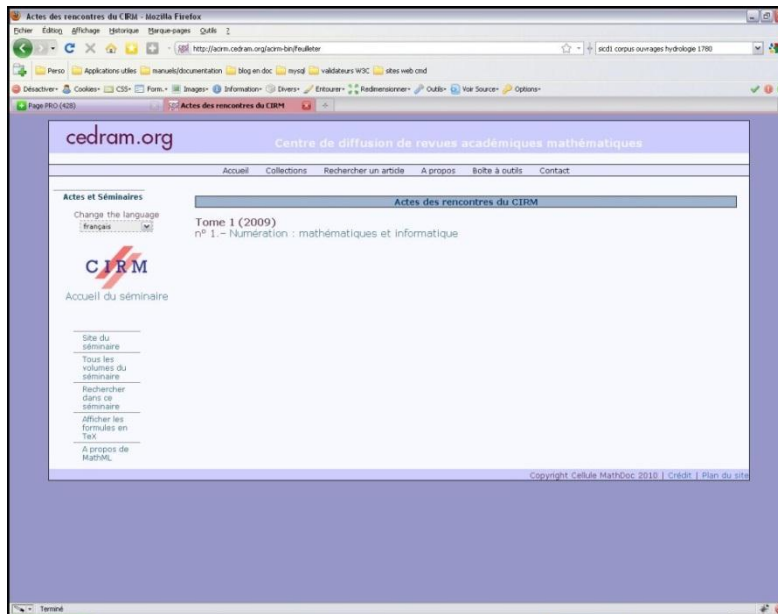 Actes des rencontres du CIRM - Mozilla Firefox
Fichier Édition Affichage Historique Marque-pages Outils ?
http://acirm.cedram.org/acirm-bin/feuilleter
scd1 corpus ouvrages hydrologie 1780
Perso Applications utiles manuels/documentation blog en doc mysql validateurs W3C sites web cmd
Désactiver Cookies CSS Form. Images Information Divers Entourer Redimensionner Outils Voir Source Options
Page PRO (428) Actes des rencontres du CIRM
cedram.org
Centre de diffusion de revues académiques mathématiques
Accueil Collections Rechercher un article A propos Boîte à outils Contact
Actes et Séminaires
Change the language
français
CIRM
Accueil du séminaire
Site du
séminaire
Tous les
volumes du
séminaire
Rechercher
dans ce
séminaire
Afficher les
formules en
TeX
A propos de
MathML
Actes des rencontres du CIRM
Tome 1 (2009)
nº 1.– Numération : mathématiques et informatique
Copyright Cellule MathDoc 2010 | Crédit | Plan du site
Terminé